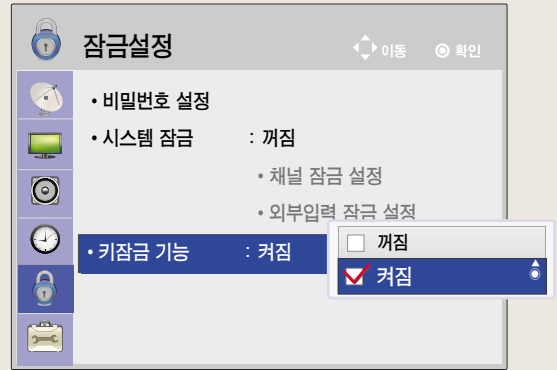 잠금설정 이동 확인
• 비밀번호 설정
• 시스템 잠금 : 꺼짐
• 채널 잠금 설정
• 외부입력 잠금 설정
• 키잠금 기능 : 켜짐
꺼짐
켜짐